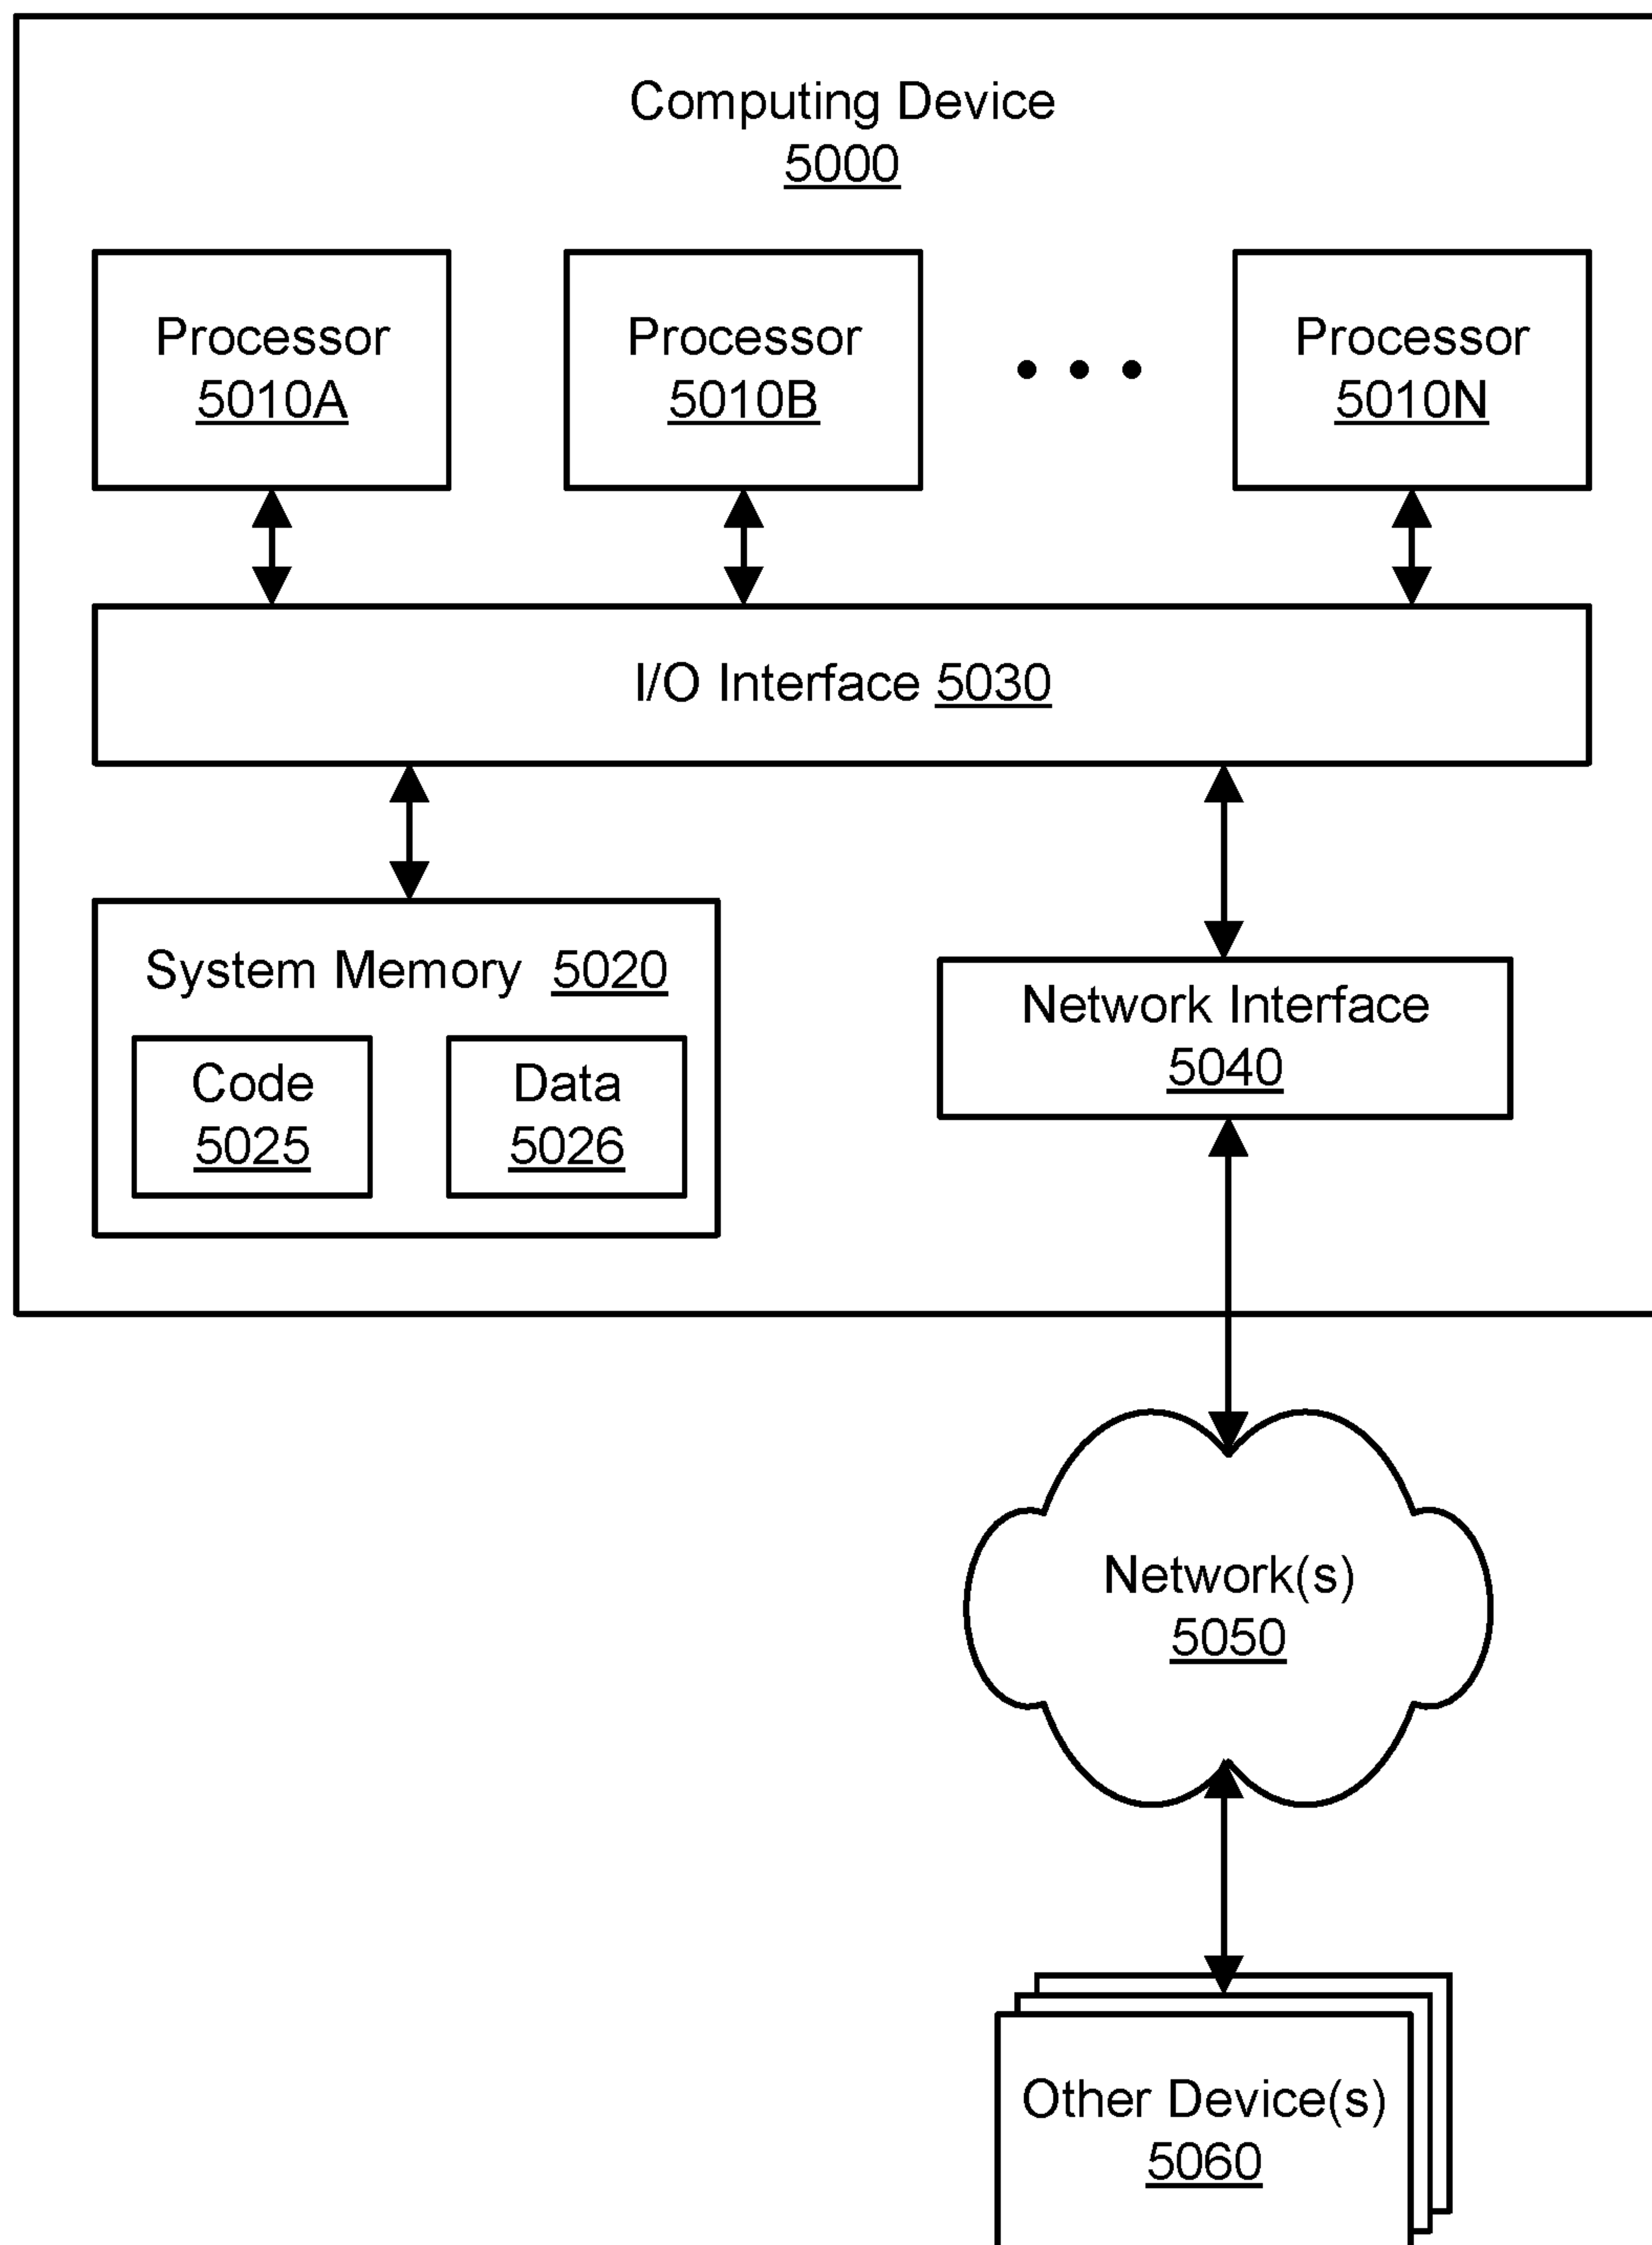 Computing Device
5000
Processor
5010A
Processor
5010B
Processor
5010N
I/O Interface 5030
System Memory 5020
Code
5025
Data
5026
Network Interface
5040
Network(s)
5050
Other Device(s)
5060